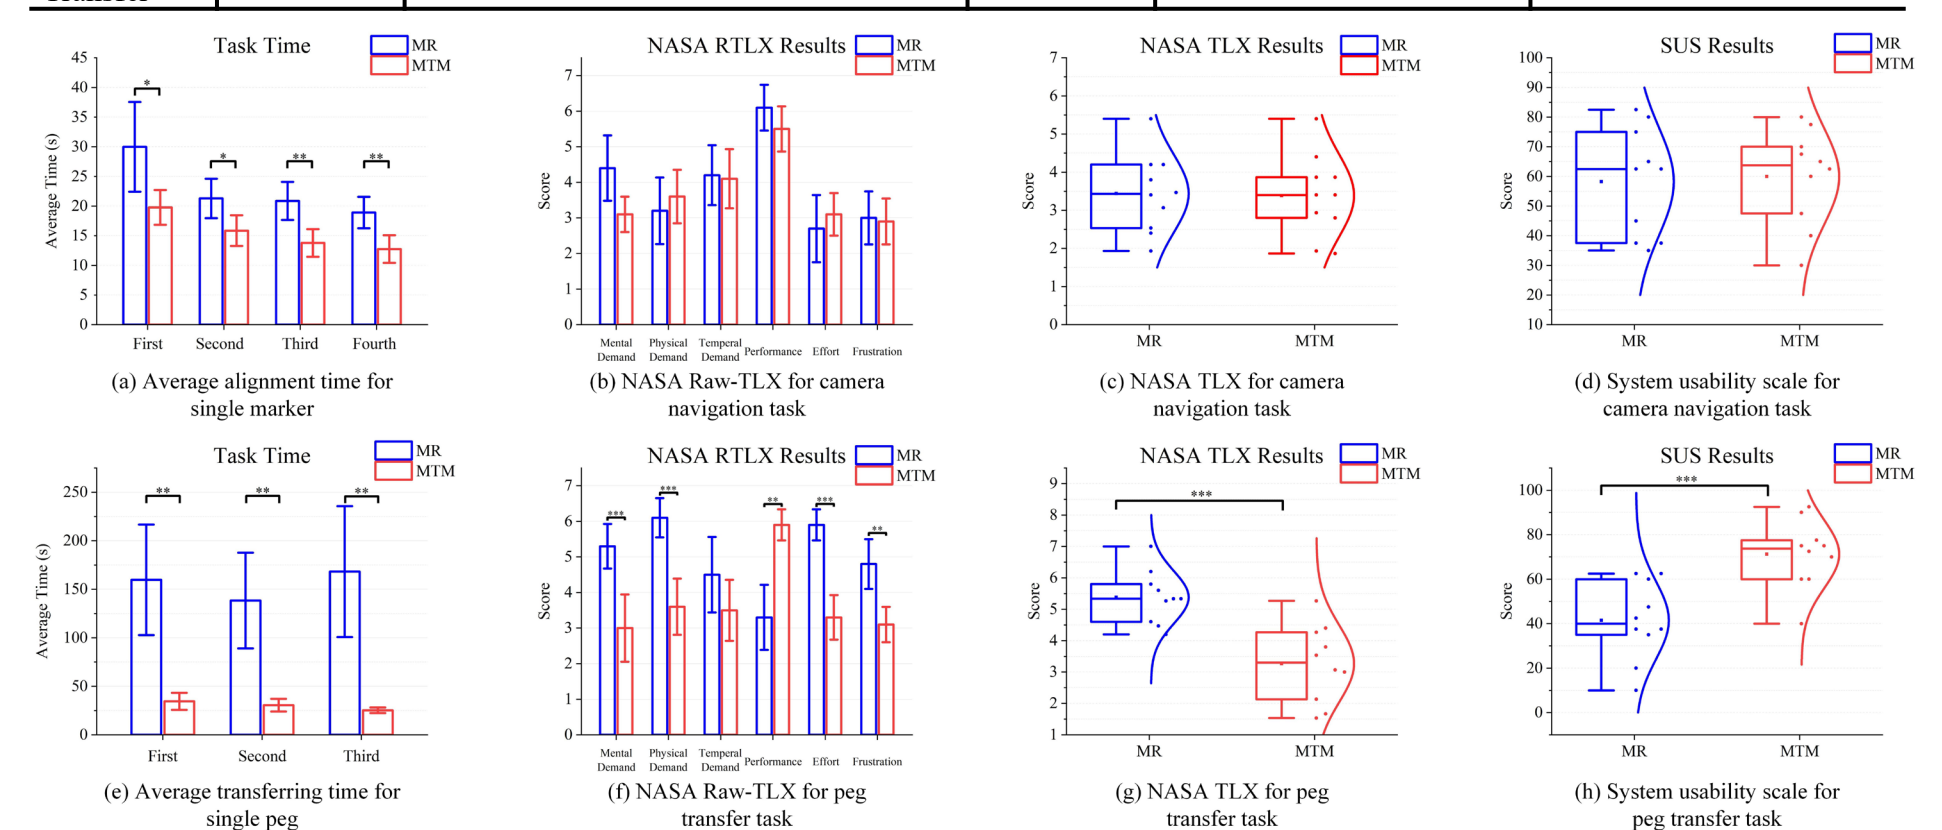 Task Time
MR
MTM
45
40
35
30
25
20
15
10
5
0
Average Time (s)
*
*
**
**
First Second Third Fourth
(a) Average alignment time for
single marker
NASA RTLX Results
MR
MTM
7
6
5
4
3
2
1
0
Score
Mental Demand
Physical Demand
Temperal Demand
Performance
Effort
Frustration
(b) NASA Raw-TLX for camera
navigation task
NASA TLX Results
MR
MTM
7
6
5
4
3
2
1
0
Score
MR MTM
(c) NASA TLX for camera
navigation task
SUS Results
MR
MTM
100
90
80
70
60
50
40
30
20
10
Score
MR MTM
(d) System usability scale for
camera navigation task
Task Time
MR
MTM
250
200
150
100
50
0
Average Time (s)
**
**
**
First Second Third
(e) Average transferring time for
single peg
NASA RTLX Results
MR
MTM
7
6
5
4
3
2
1
0
Score
***
***
**
***
**
Mental Demand
Physical Demand
Temperal Demand
Performance
Effort
Frustration
(f) NASA Raw-TLX for peg
transfer task
NASA TLX Results
MR
MTM
9
8
7
6
5
4
3
2
1
Score
***
MR MTM
(g) NASA TLX for peg
transfer task
SUS Results
MR
MTM
100
80
60
40
20
0
Score
***
MR MTM
(h) System usability scale for
peg transfer task